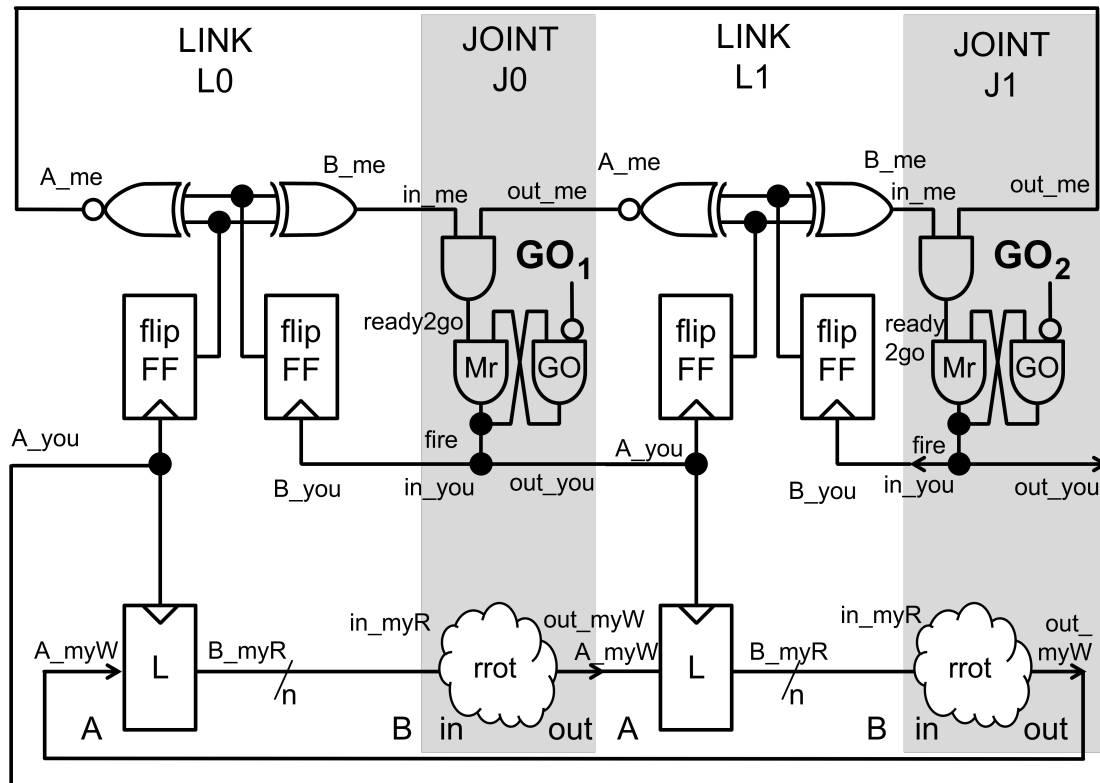 LINK
L0
JOINT
J0
LINK
L1
JOINT
J1
A_me
B_me
in_me
out_me
A_me
B_me
in_me
out_me
GO1
GO2
flip
FF
flip
FF
ready2go
Mr
GO
flip
FF
flip
FF
ready
2go
Mr
GO
A_you
B_you
fire
in_you
out_you
A_you
B_you
fire
in_you
out_you
A_myW
L
B_myR
n
in_myR
rrot
out_myW
A_myW
L
B_myR
n
in_myR
rrot
out_
myW
A
B
in
out
A
B
in
out